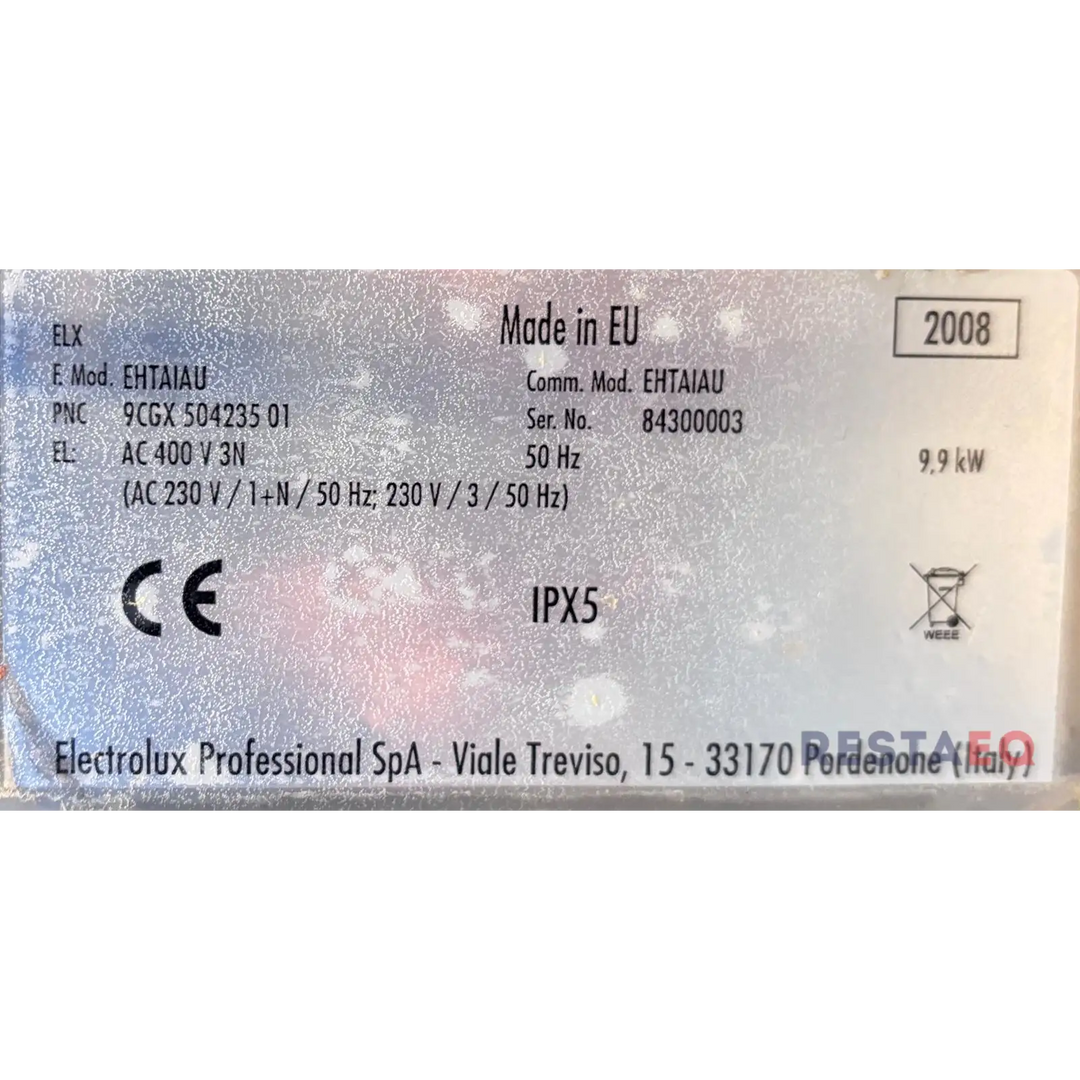 Made in EU
2008
ELX
F. Mod. EHTAIAU
Comm. Mod. EHTAIAU
PNC 9CGX 504235 01
Ser. No. 84300003
EL: AC 400 V 3N
50 Hz
9,9 kW
(AC 230 V / 1+N / 50 Hz; 230 V / 3 / 50 Hz)
CE
IPX5
WEEE
RESTAEQ
Electrolux Professional SpA - Viale Treviso, 15 - 33170 Pordenone (Italy)